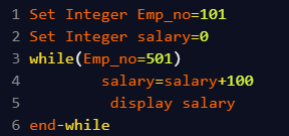 1 Set Integer Emp_no=101
2 Set Integer salary=0
3 while(Emp_no=501)
4 salary=salary+100
5 display salary
6 end-while